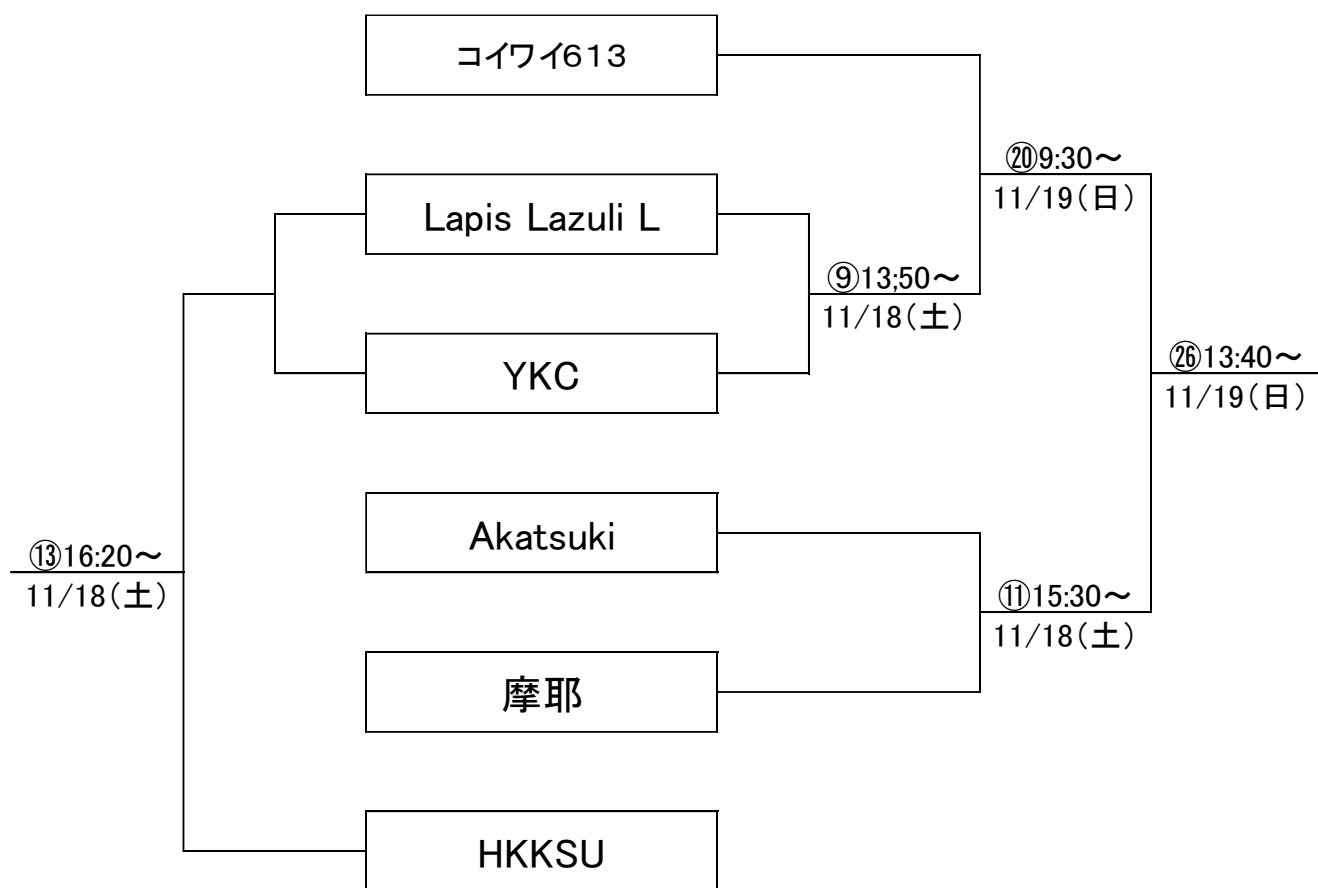 コイワイ６１３
⑳9:30～
11/19（日）
Lapis Lazuli L
⑨13;50～
11/18（土）
YKC
㉖13:40～
11/19（日）
Akatsuki
⑬16:20～
11/18（土）
⑪15:30～
11/18（土）
摩耶
HKKSU